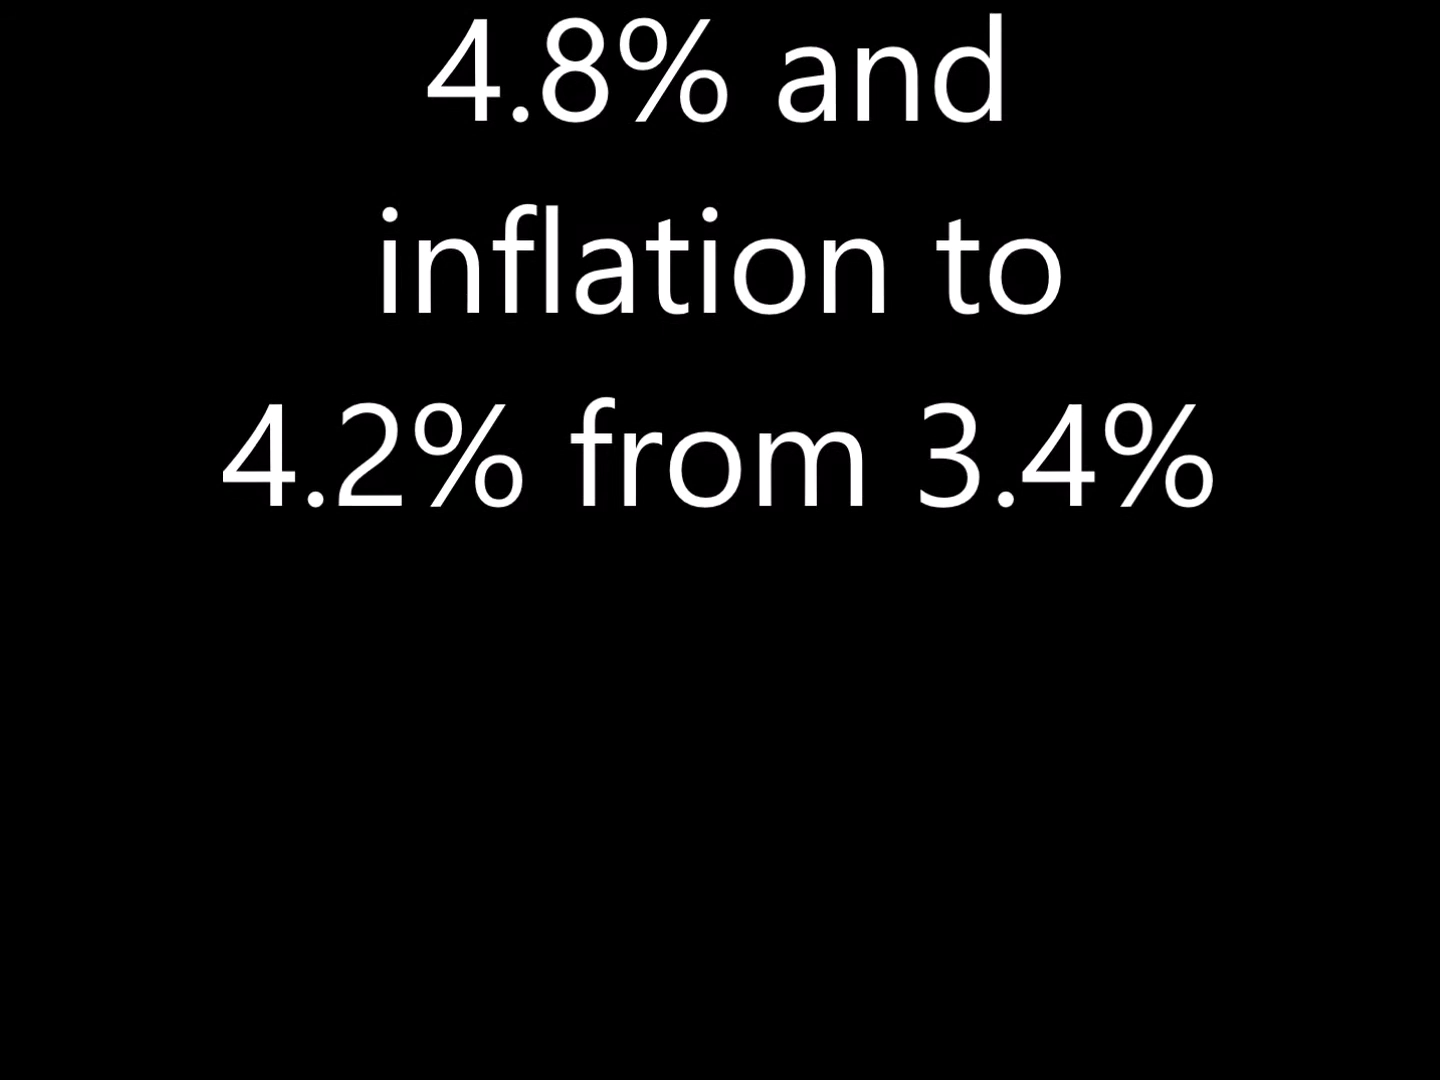 4.8% and
inflation to
4.2% from 3.4%